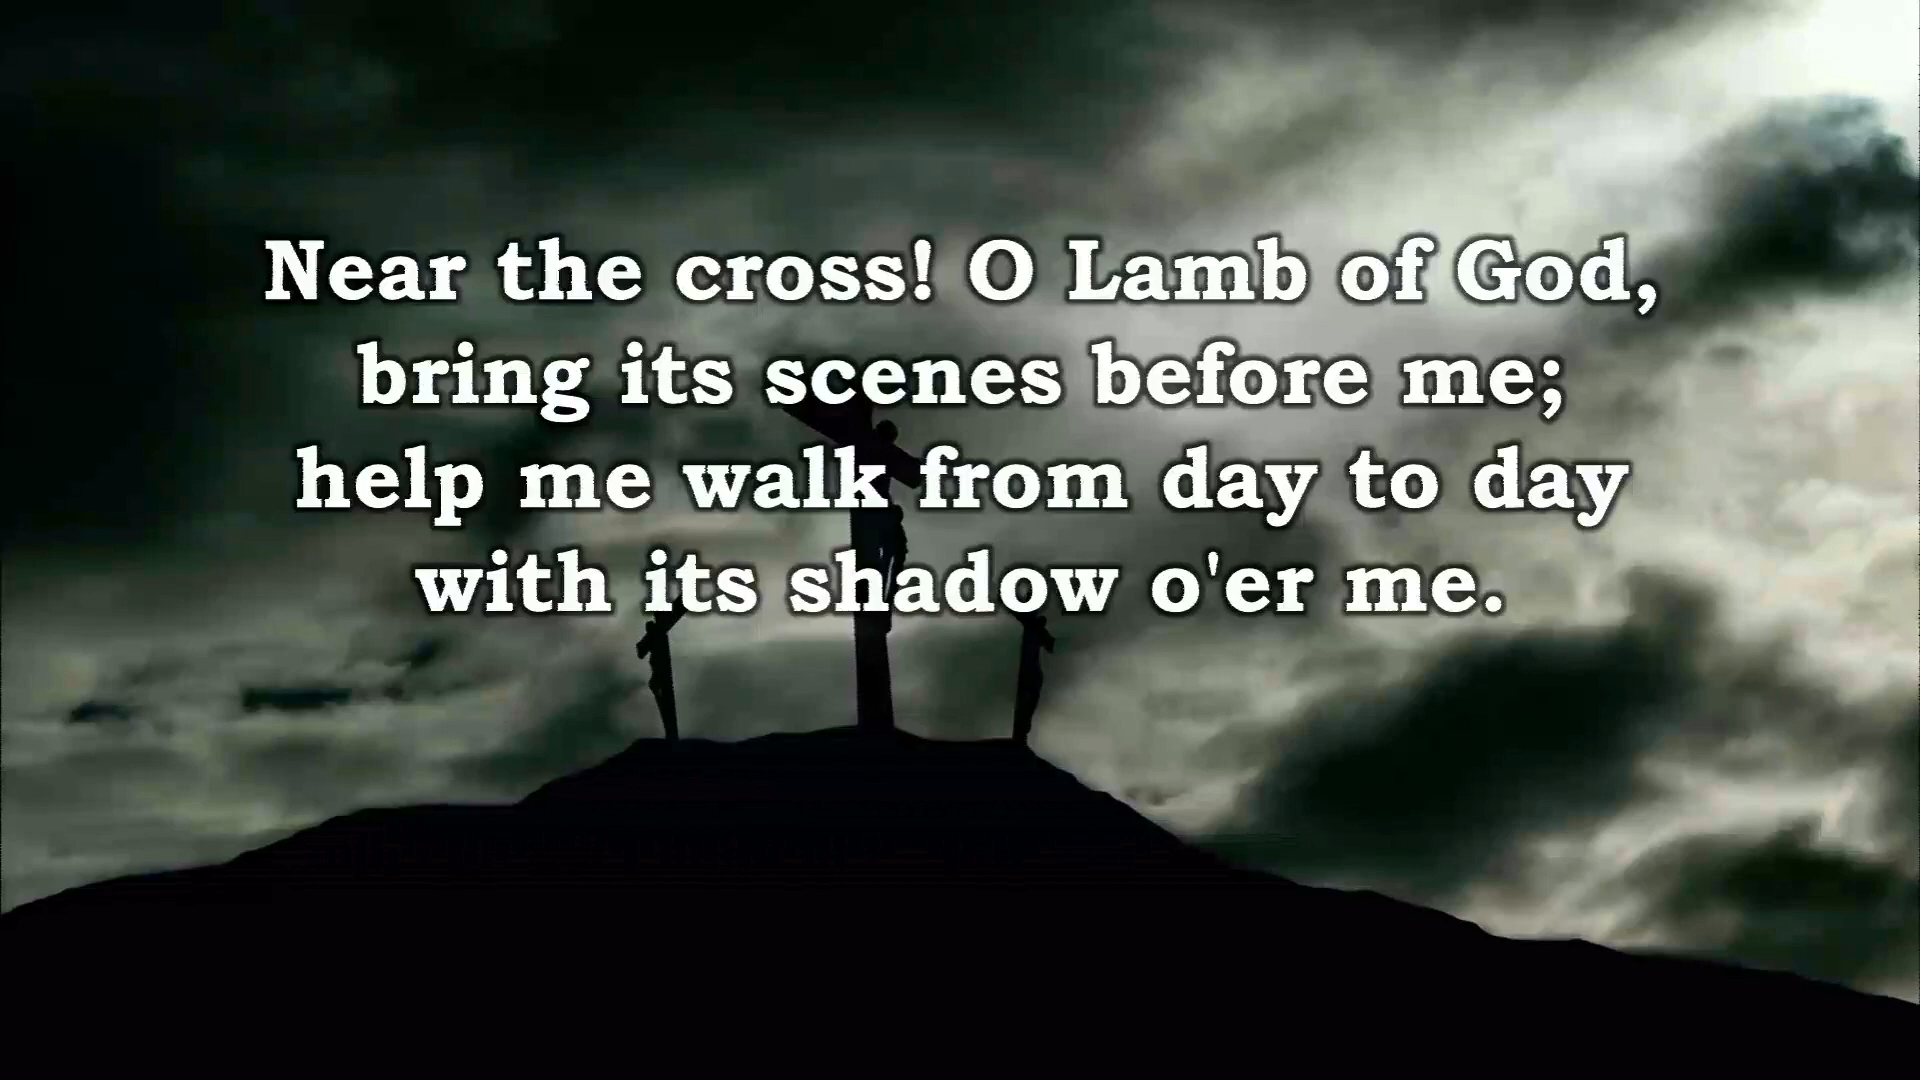 Near the cross! O Lamb of God,
bring its scenes before me;
help me walk from day to day
with its shadow o'er me.